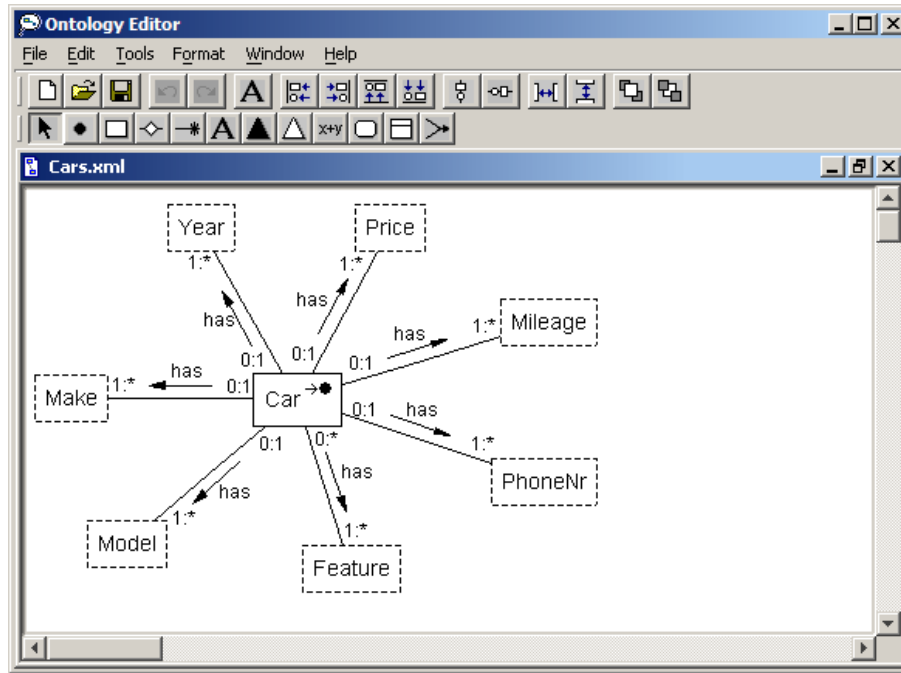 Ontology Editor
File Edit Tools Format Window Help
A
A x+y
Cars.xml
Year Price
1:* 1:*
has
has has 1:* Mileage
0:1 0:1 0:1
Make 1:* has 0:1 Car 0:1 has
0:1 0:* 1:*
has has PhoneNr
1:* 1:*
Model
Feature